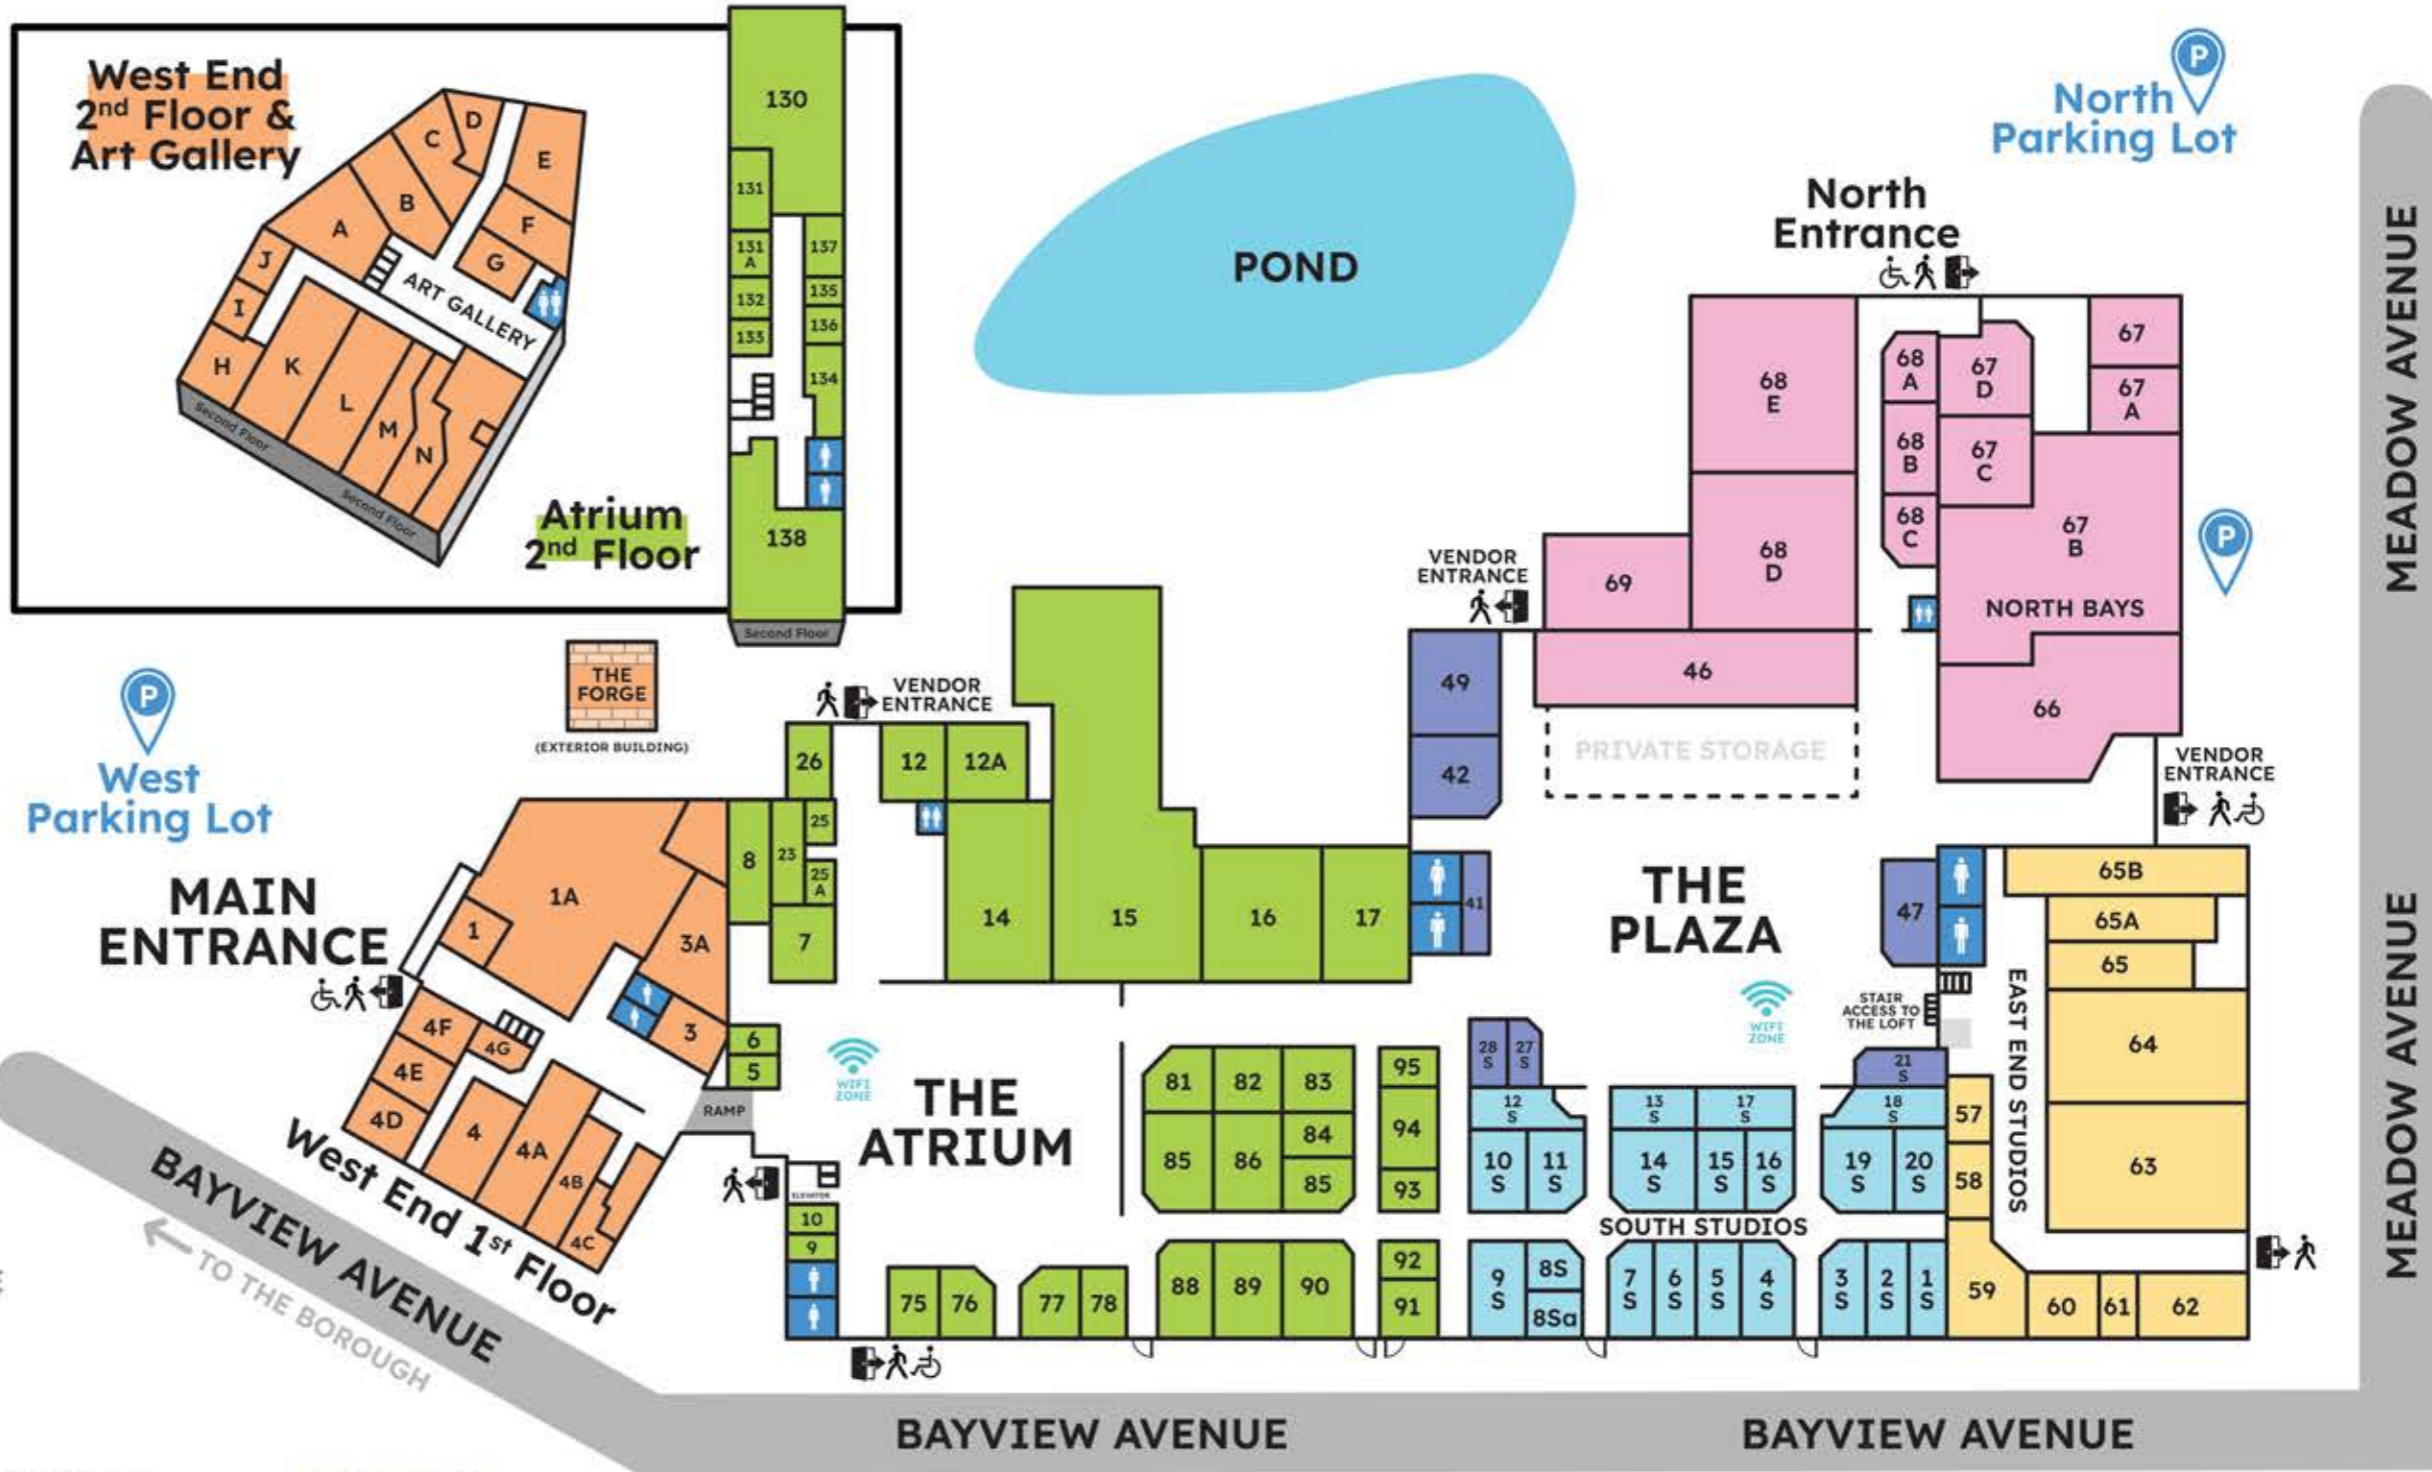 West End
2nd Floor &
Art Gallery
D
C
E
B
F
A
G
J
ART GALLERY
I
H
K
L
M
N
Second Floor
Second Floor
Atrium
2nd Floor
130
131
131
A
137
132
135
133
136
134
138
Second Floor
POND
P
North
Parking Lot
North
Entrance
MEADOW AVENUE
MEADOW AVENUE
68
E
68
A
67
D
67
67
A
68
B
67
C
68
C
68
D
67
B
NORTH BAYS
69
46
66
P
VENDOR
ENTRANCE
49
42
PRIVATE STORAGE
VENDOR
ENTRANCE
THE
FORGE
(EXTERIOR BUILDING)
P
West
Parking Lot
MAIN
ENTRANCE
VENDOR
ENTRANCE
26
12
12A
25
8
23
25
A
7
14
15
16
17
41
THE
PLAZA
WIFI
ZONE
47
STAIR
ACCESS TO
THE LOFT
EAST END STUDIOS
65B
65A
65
64
63
1A
1
3A
3
4F
4G
4E
4D
4
4A
4B
4C
West End 1st Floor
6
5
RAMP
WIFI
ZONE
THE
ATRIUM
ELEVATOR
10
9
81
82
83
84
85
86
85
95
94
93
28
S
27
S
12
S
10
S
11
S
13
S
17
S
14
S
15
S
16
S
21
S
18
S
19
S
20
S
57
58
SOUTH STUDIOS
75
76
77
78
88
89
90
92
91
9
S
8S
8Sa
7
S
6
S
5
S
4
S
3
S
2
S
1
S
59
60
61
62
BAYVIEW AVENUE
TO THE BOROUGH
BAYVIEW AVENUE
BAYVIEW AVENUE